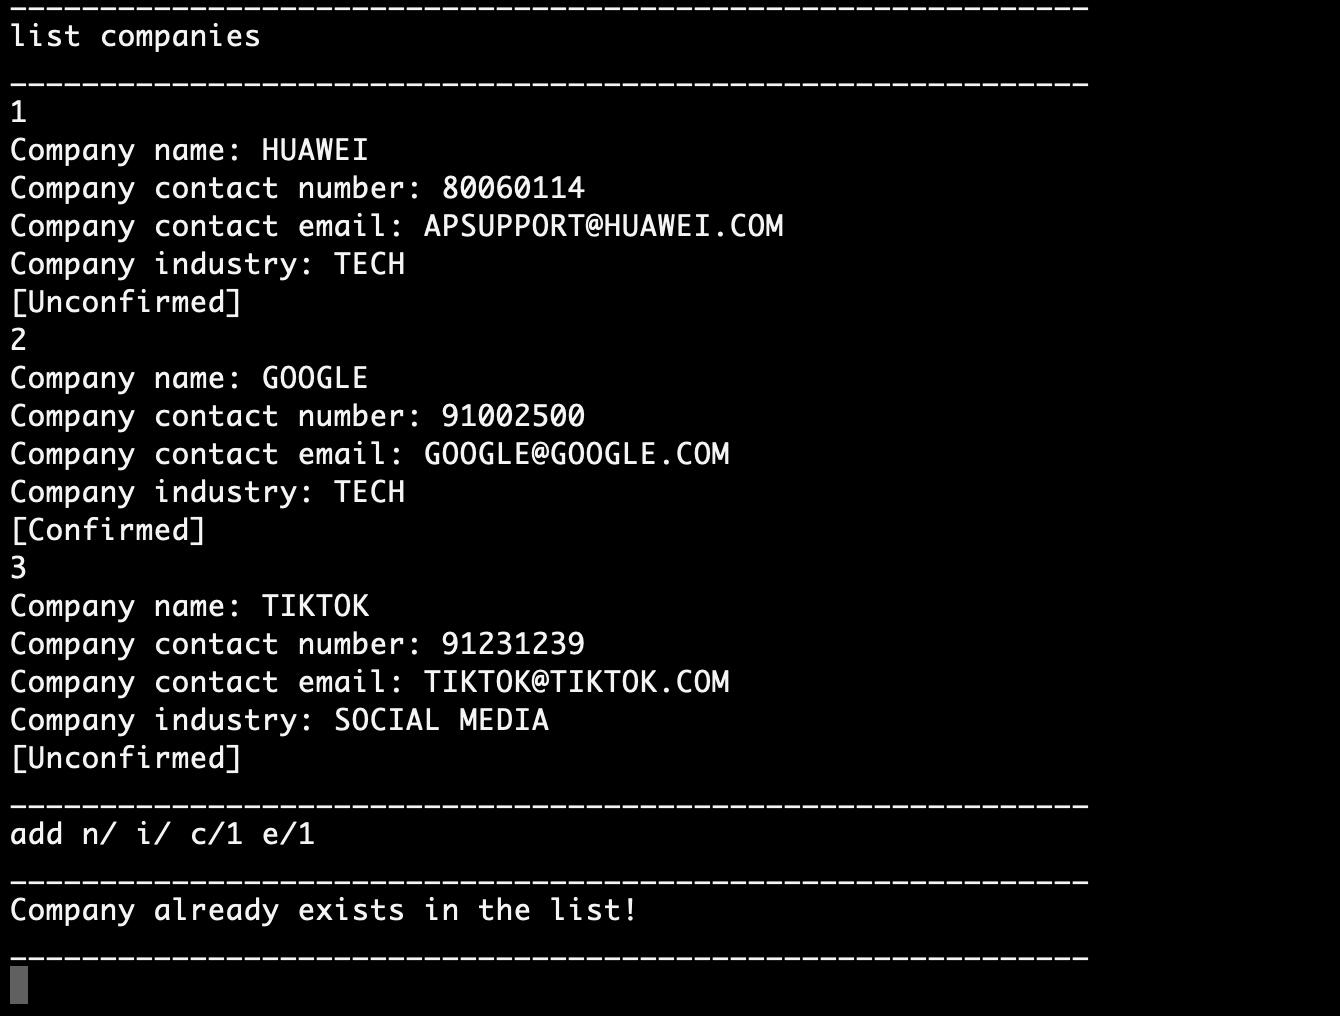 ____________________________________________________________
list companies
____________________________________________________________
1
Company name: HUAWEI
Company contact number: 80060114
Company contact email: APSUPPORT@HUAWEI.COM
Company industry: TECH
[Unconfirmed]
2
Company name: GOOGLE
Company contact number: 91002500
Company contact email: GOOGLE@GOOGLE.COM
Company industry: TECH
[Confirmed]
3
Company name: TIKTOK
Company contact number: 91231239
Company contact email: TIKTOK@TIKTOK.COM
Company industry: SOCIAL MEDIA
[Unconfirmed]
____________________________________________________________
add n/ i/ c/1 e/1
____________________________________________________________
Company already exists in the list!
____________________________________________________________